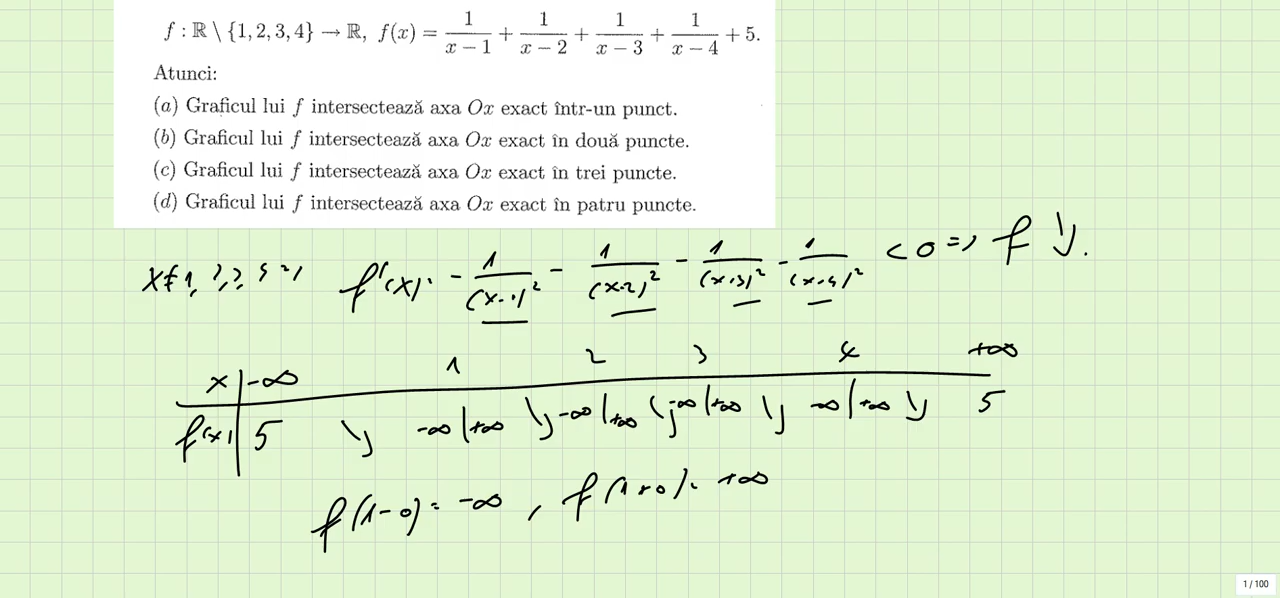 f : ℝ \ {1, 2, 3, 4} → ℝ, f(x) = 1/(x − 1) + 1/(x − 2) + 1/(x − 3) + 1/(x − 4) + 5.
Atunci:
(a) Graficul lui f intersectează axa Ox exact într-un punct.
(b) Graficul lui f intersectează axa Ox exact în două puncte.
(c) Graficul lui f intersectează axa Ox exact în trei puncte.
(d) Graficul lui f intersectează axa Ox exact în patru puncte.
f'(x) = − 1/(x-1)² − 1/(x-2)² − 1/(x-3)² − 1/(x-4)² < 0 => f ↘.
x | -∞ 1 2 3 4 +∞
f(x) | 5 ↘ -∞ | +∞ ↘ -∞ | +∞ ↘ -∞ | +∞ ↘ -∞ | +∞ ↘ 5
f(1-0) = -∞ , f(1+0) = +∞
1 / 100